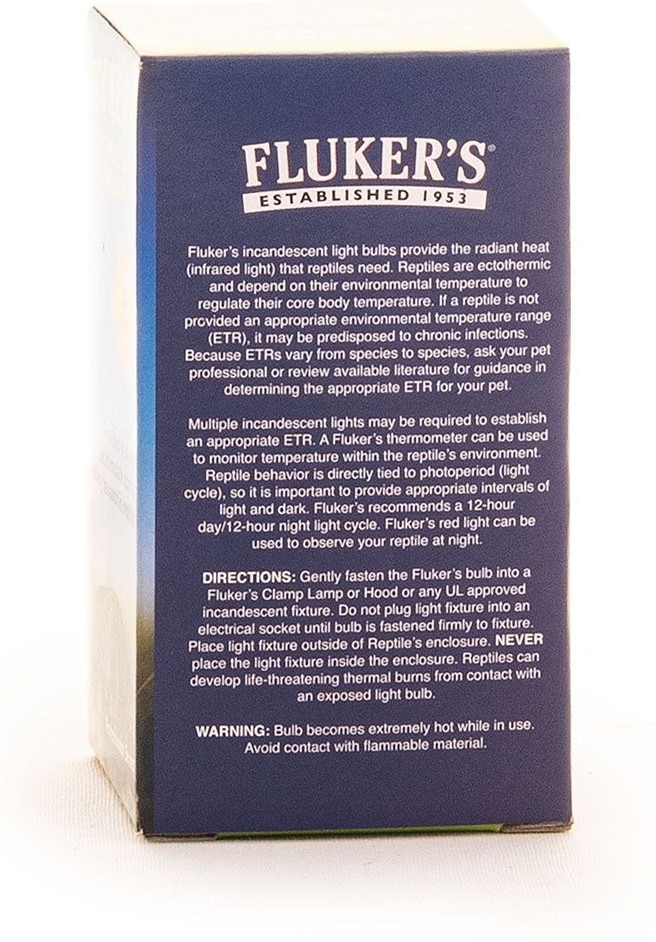 FLUKER'S®
ESTABLISHED 1953
Fluker's incandescent light bulbs provide the radiant heat
(infrared light) that reptiles need. Reptiles are ectothermic
and depend on their environmental temperature to
regulate their core body temperature. If a reptile is not
provided an appropriate environmental temperature range
(ETR), it may be predisposed to chronic infections.
Because ETRs vary from species to species, ask your pet
professional or review available literature for guidance in
determining the appropriate ETR for your pet.
Multiple incandescent lights may be required to establish
an appropriate ETR. A Fluker's thermometer can be used
to monitor temperature within the reptile's environment.
Reptile behavior is directly tied to photoperiod (light
cycle), so it is important to provide appropriate intervals of
light and dark. Fluker's recommends a 12-hour
day/12-hour night light cycle. Fluker's red light can be
used to observe your reptile at night.
DIRECTIONS: Gently fasten the Fluker's bulb into a
Fluker's Clamp Lamp or Hood or any UL approved
incandescent fixture. Do not plug light fixture into an
electrical socket until bulb is fastened firmly to fixture.
Place light fixture outside of Reptile's enclosure. NEVER
place the light fixture inside the enclosure. Reptiles can
develop life-threatening thermal burns from contact with
an exposed light bulb.
WARNING: Bulb becomes extremely hot while in use.
Avoid contact with flammable material.